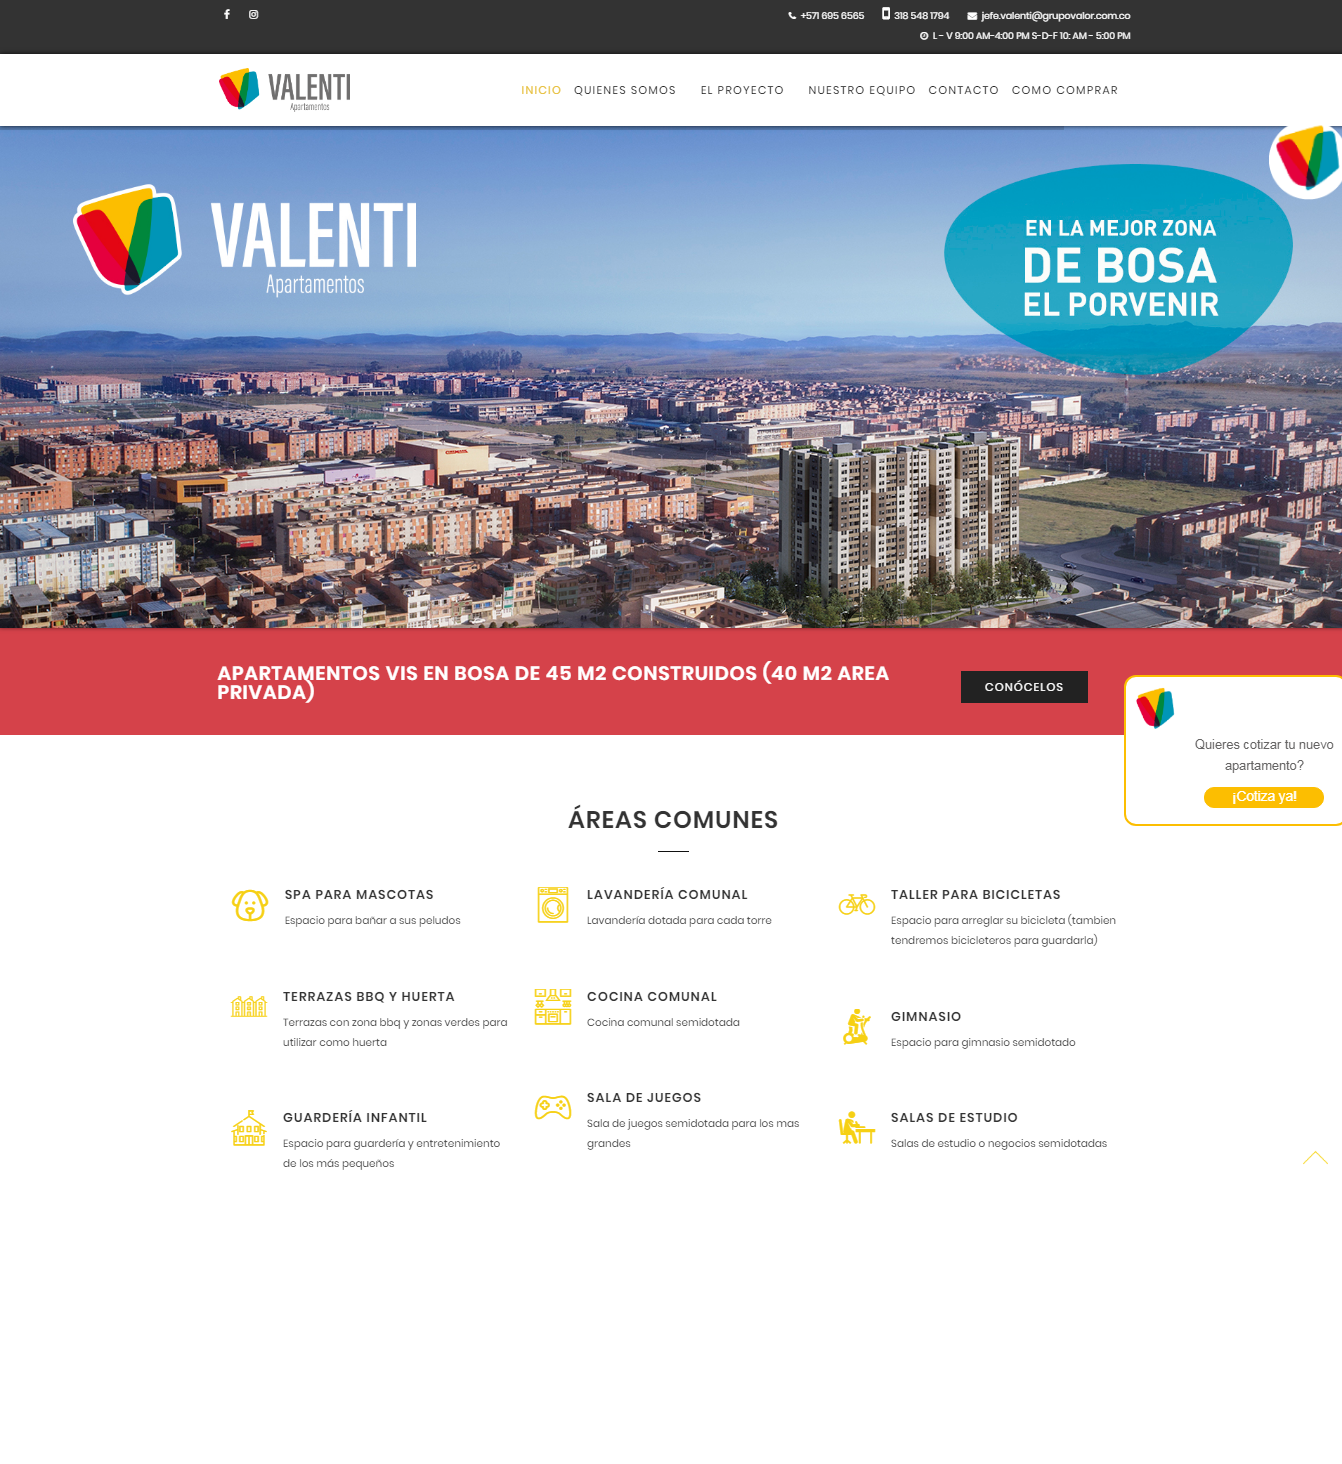 +571 695 6565 318 548 1794 jefe.valenti@grupovalor.com.co
L - V 9:00 AM-4:00 PM S-D-F 10: AM - 5:00 PM
VALENTI
Apartamentos
INICIO QUIENES SOMOS EL PROYECTO NUESTRO EQUIPO CONTACTO COMO COMPRAR
VALENTI
Apartamentos
EN LA MEJOR ZONA
DE BOSA
EL PORVENIR
APARTAMENTOS VIS EN BOSA DE 45 M2 CONSTRUIDOS (40 M2 AREA
PRIVADA)
CONÓCELOS
Quieres cotizar tu nuevo
apartamento?
¡Cotiza ya!
ÁREAS COMUNES
SPA PARA MASCOTAS
Espacio para bañar a sus peludos
LAVANDERÍA COMUNAL
Lavandería dotada para cada torre
TALLER PARA BICICLETAS
Espacio para arreglar su bicicleta (tambien
tendremos bicicleteros para guardarla)
TERRAZAS BBQ Y HUERTA
Terrazas con zona bbq y zonas verdes para
utilizar como huerta
COCINA COMUNAL
Cocina comunal semidotada
GIMNASIO
Espacio para gimnasio semidotado
GUARDERÍA INFANTIL
Espacio para guardería y entretenimiento
de los más pequeños
SALA DE JUEGOS
Sala de juegos semidotada para los mas
grandes
SALAS DE ESTUDIO
Salas de estudio o negocios semidotadas